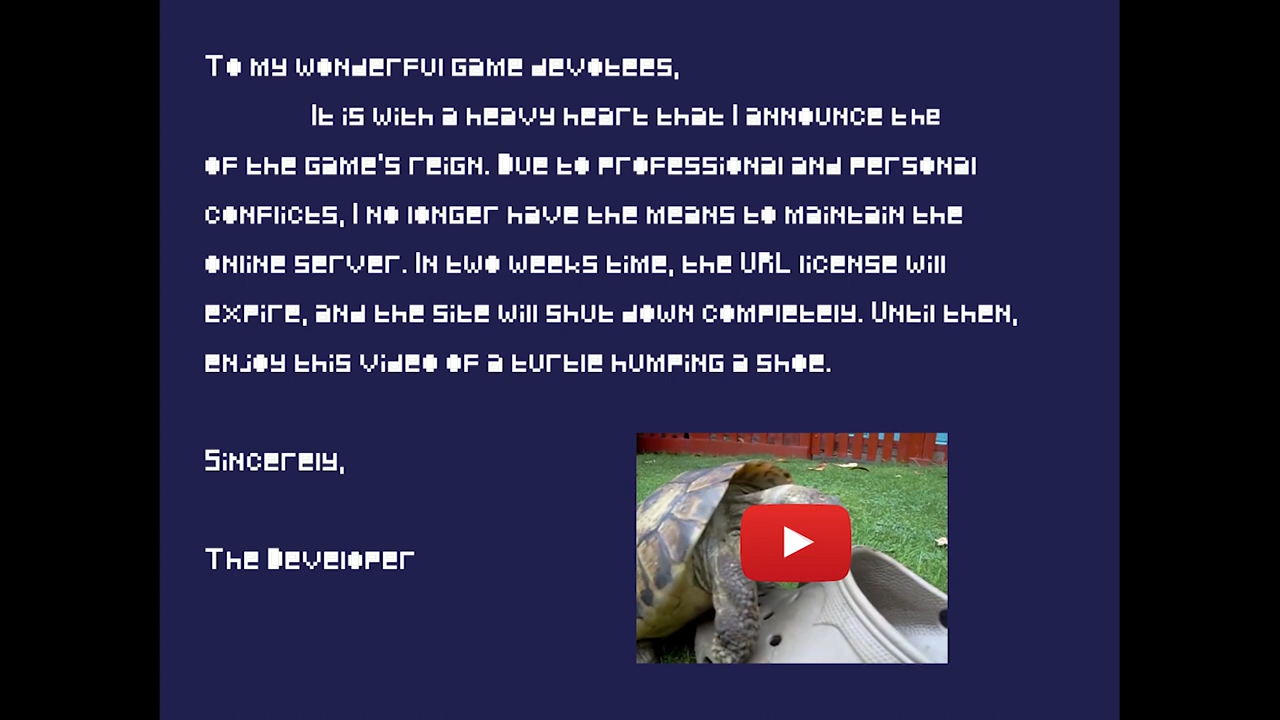 To my wonderful game devotees,
It is with a heavy heart that I announce the
of the game's reign. Due to professional and personal
conflicts, I no longer have the means to maintain the
online server. In two weeks time, the URL license will
expire, and the site will shut down completely. Until then,
enjoy this video of a turtle humping a shoe.
Sincerely,
The Developer